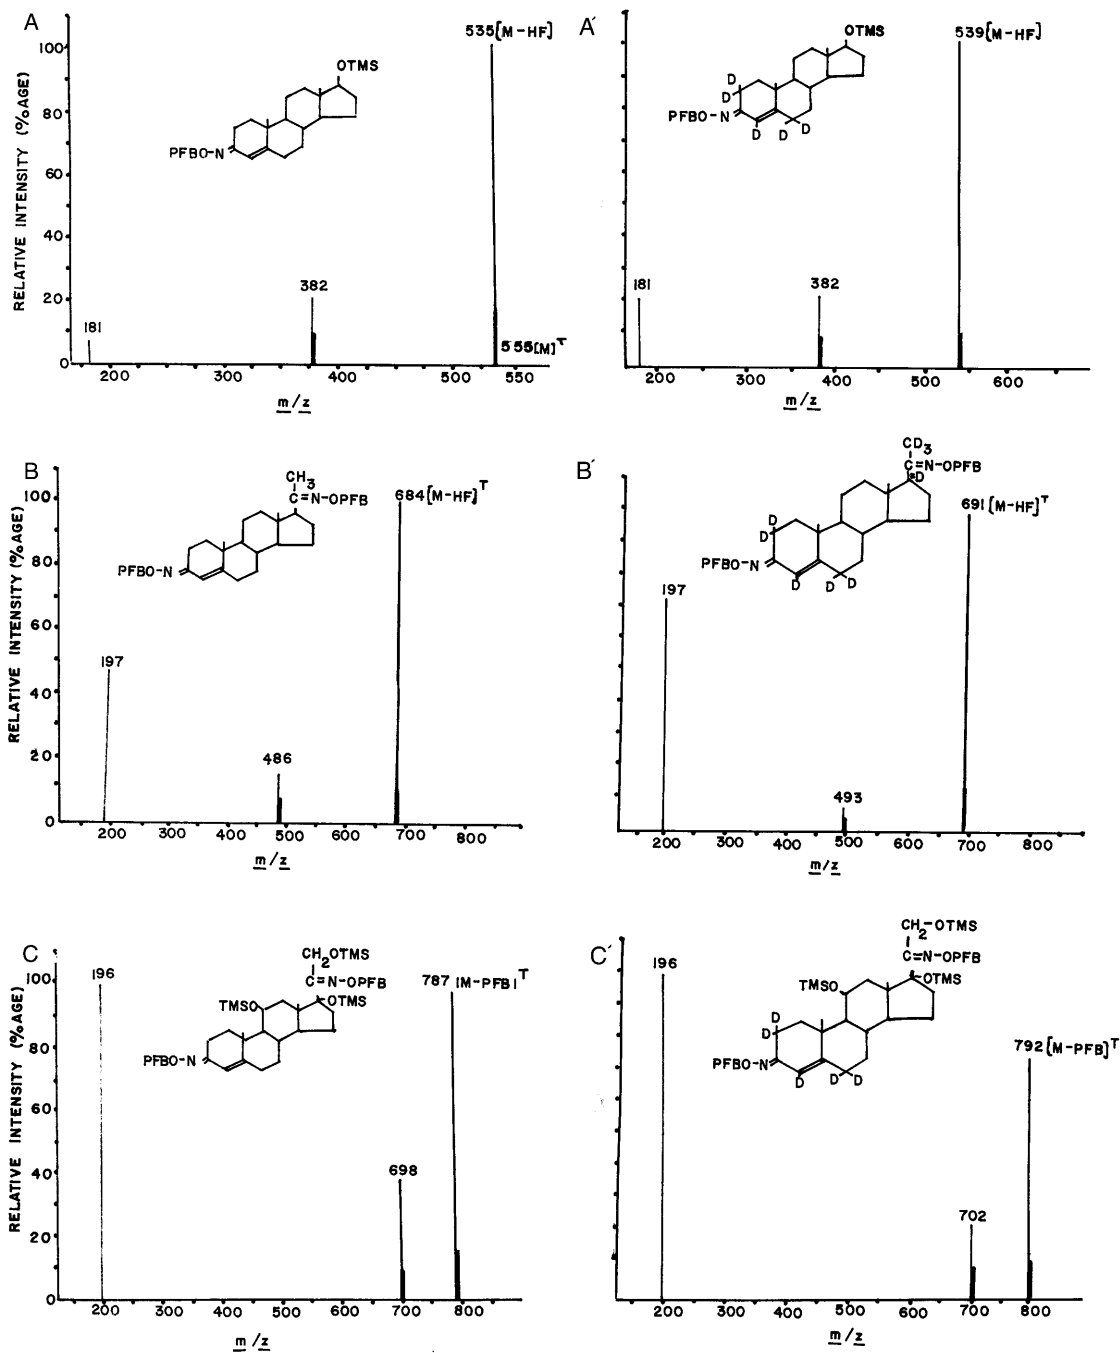 A
RELATIVE INTENSITY (%AGE)
100
80
60
40
20
0
535[M-HF]
OTMS
PFBO-N
382
181
555[M]T
200 300 400 500 550
m/z
A′
539[M-HF]
OTMS
D
D
PFBO-N
D D D
181
382
200 300 400 500 600
m/z
B
RELATIVE INTENSITY (%AGE)
100
80
60
40
20
0
CH3
C=N-OPFB
684[M-HF]T
PFBO-N
197
486
200 300 400 500 600 700 800
m/z
B′
CD3
C=N-OPFB
D
691[M-HF]T
D
D
PFBO-N
D D D
197
493
200 300 400 500 600 700 800
m/z
C
RELATIVE INTENSITY (%AGE)
100
80
60
40
20
0
CH2OTMS
C=N-OPFB
TMSO OTMS
787 [M-PFB]T
196
PFBO-N
698
200 300 400 500 600 700 800
m/z
C′
CH2-OTMS
C=N-OPFB
TMSO OTMS
196
D
D
792[M-PFB]T
PFBO-N
D D D
702
200 300 400 500 600 700 800
m/z